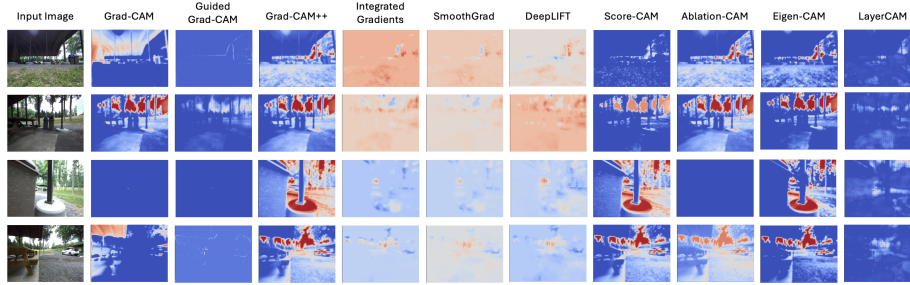 Input Image
Grad-CAM
Guided
Grad-CAM
Grad-CAM++
Integrated
Gradients
SmoothGrad
DeepLIFT
Score-CAM
Ablation-CAM
Eigen-CAM
LayerCAM